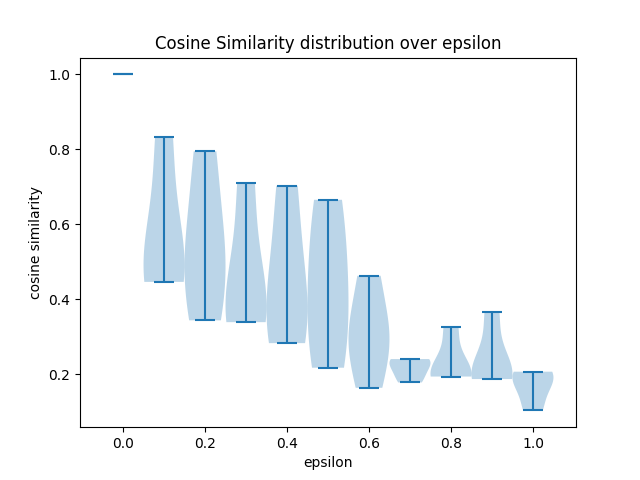 Cosine Similarity distribution over epsilon
1.0
0.8
0.6
0.4
0.2
cosine similarity
0.0 0.2 0.4 0.6 0.8 1.0
epsilon